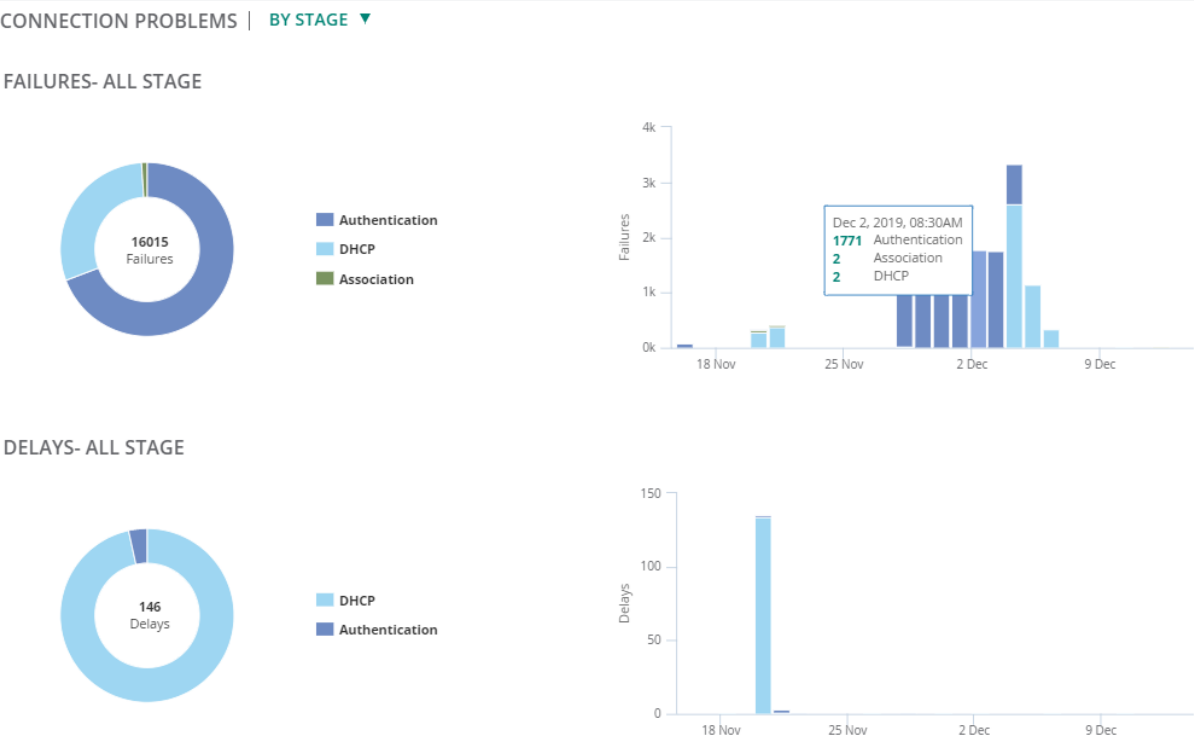 CONNECTION PROBLEMS | BY STAGE ▼
FAILURES- ALL STAGE
16015
Failures
Authentication
DHCP
Association
Failures
4k
3k
2k
1k
0k
Dec 2, 2019, 08:30AM
1771 Authentication
2 Association
2 DHCP
18 Nov 25 Nov 2 Dec 9 Dec
DELAYS- ALL STAGE
146
Delays
DHCP
Authentication
Delays
150
100
50
0
18 Nov 25 Nov 2 Dec 9 Dec